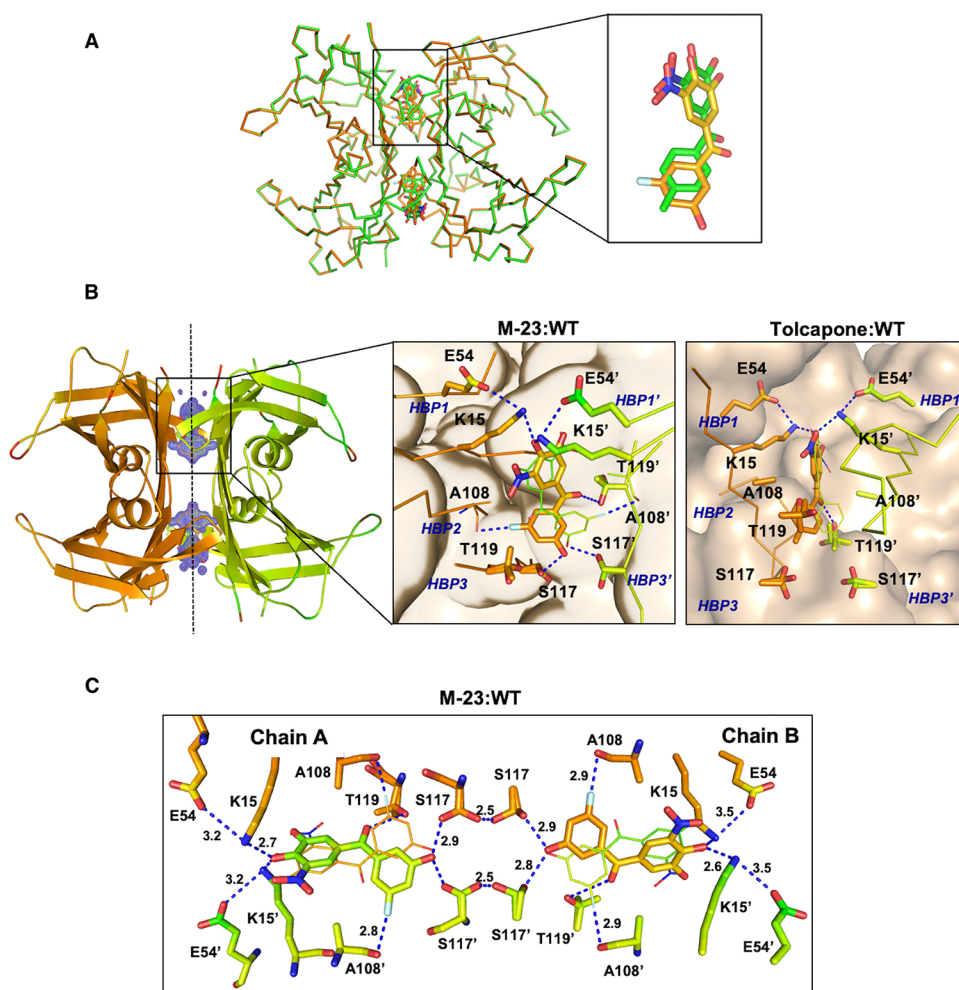 A
B
M-23:WT
Tolcapone:WT
E54
E54’
HBP1
HBP1’
K15
K15’
T119’
A108
A108’
HBP2
T119
S117’
HBP3
HBP3’
S117
E54
E54’
HBP1
HBP1’
K15
K15’
A108
A108’
HBP2
T119
T119’
S117
S117’
HBP3
HBP3’
C
M-23:WT
Chain A
Chain B
A108
A108
E54
K15
T119
S117
S117
2.9
K15
E54
3.2
2.5
3.5
2.7
2.9
2.9
3.2
2.8
2.6
3.5
2.5
K15’
2.8
S117’
S117’
T119’
2.9
K15’
E54’
A108’
A108’
E54’